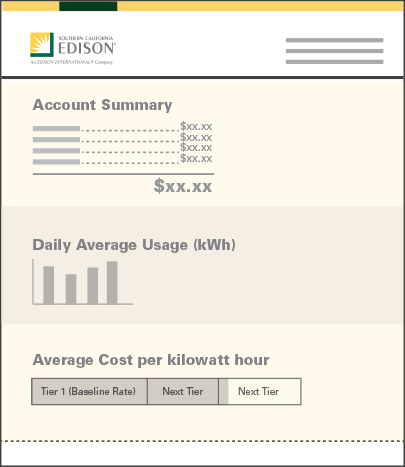 SOUTHERN CALIFORNIA
EDISON®
An EDISON INTERNATIONAL® Company
Account Summary
$xx.xx
$xx.xx
$xx.xx
$xx.xx
$xx.xx
Daily Average Usage (kWh)
Average Cost per kilowatt hour
Tier 1 (Baseline Rate) Next Tier Next Tier